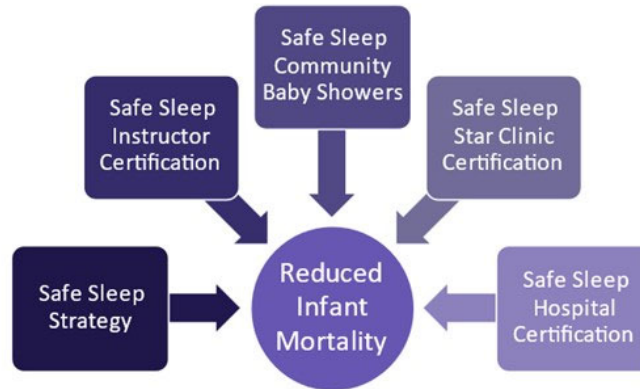 Safe Sleep
Community
Baby Showers
Safe Sleep
Instructor
Certification
Safe Sleep
Star Clinic
Certification
Safe Sleep
Strategy
Reduced
Infant
Mortality
Safe Sleep
Hospital
Certification